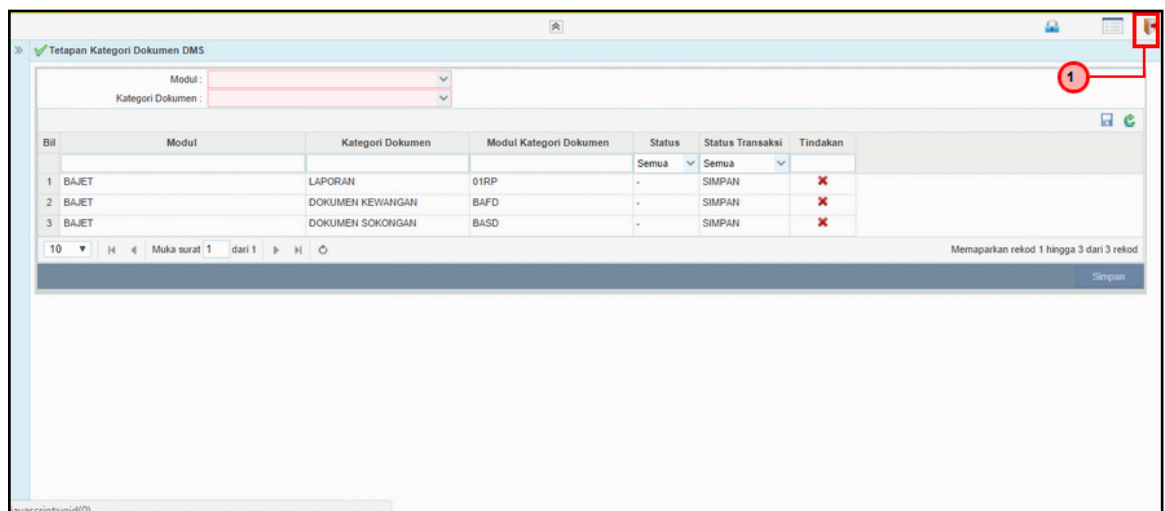 Tetapan Kategori Dokumen DMS
1
Modul :
Kategori Dokumen :
Bil Modul Kategori Dokumen Modul Kategori Dokumen Status Status Transaksi Tindakan
Semua Semua
1 BAJET LAPORAN 01RP - SIMPAN
2 BAJET DOKUMEN KEWANGAN BAFD - SIMPAN
3 BAJET DOKUMEN SOKONGAN BASD - SIMPAN
10 Muka surat 1 dari 1 Memaparkan rekod 1 hingga 3 dari 3 rekod
Simpan